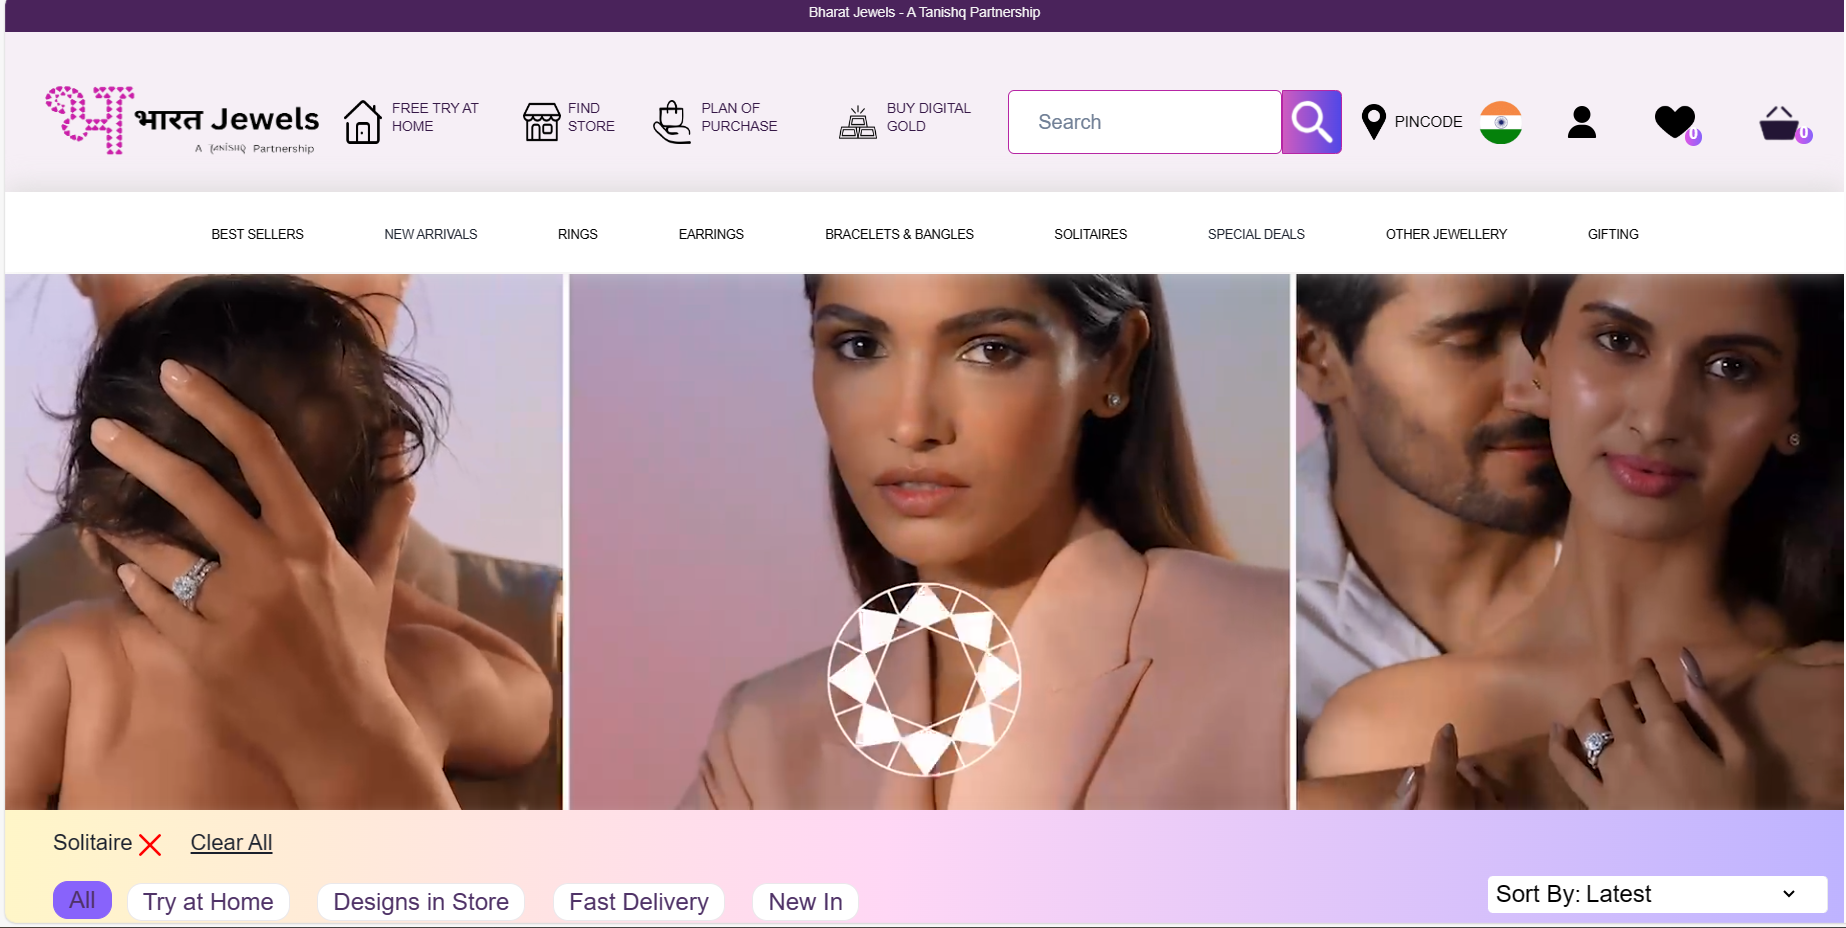 Bharat Jewels - A Tanishq Partnership
भारत Jewels
A TANISHQ Partnership
FREE TRY AT
HOME
FIND
STORE
PLAN OF
PURCHASE
BUY DIGITAL
GOLD
Search
PINCODE
0
0
BEST SELLERS
NEW ARRIVALS
RINGS
EARRINGS
BRACELETS & BANGLES
SOLITAIRES
SPECIAL DEALS
OTHER JEWELLERY
GIFTING
Solitaire
Clear All
All
Try at Home
Designs in Store
Fast Delivery
New In
Sort By: Latest